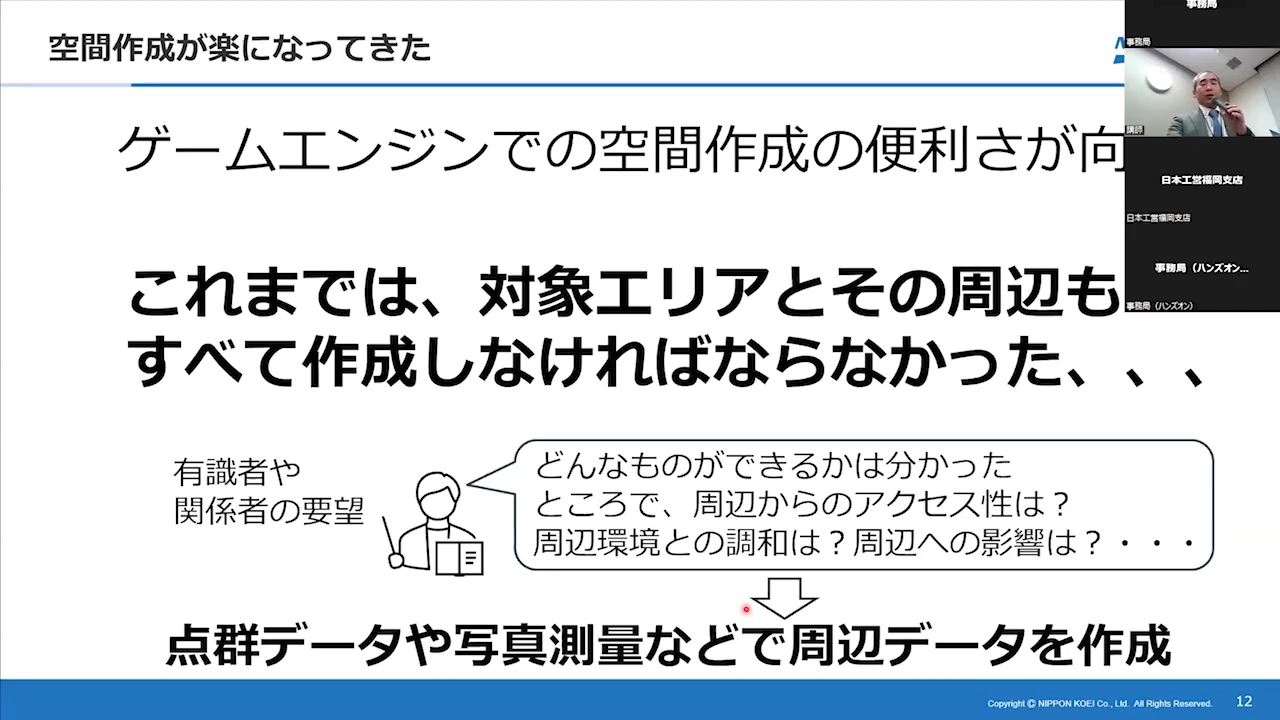 空間作成が楽になってきた
ゲームエンジンでの空間作成の便利さが向
これまでは、対象エリアとその周辺も
すべて作成しなければならなかった、、、
有識者や
関係者の要望
どんなものができるかは分かった
ところで、周辺からのアクセス性は？
周辺環境との調和は？周辺への影響は？・・・
点群データや写真測量などで周辺データを作成
Copyright © NIPPON KOEI Co., Ltd. All Rights Reserved.
12
事務局
事務局
講師
日本工営福岡支店
日本工営福岡支店
事務局（ハンズオン...
事務局（ハンズオン）